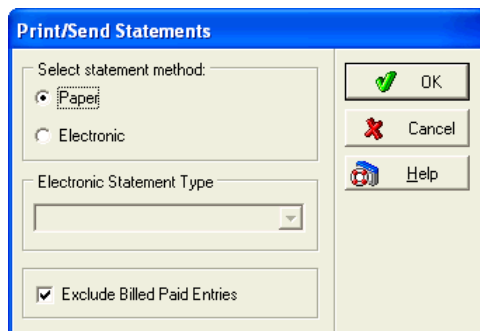 Print/Send Statements
Select statement method:
Paper
Electronic
Electronic Statement Type
Exclude Billed Paid Entries
OK
Cancel
Help